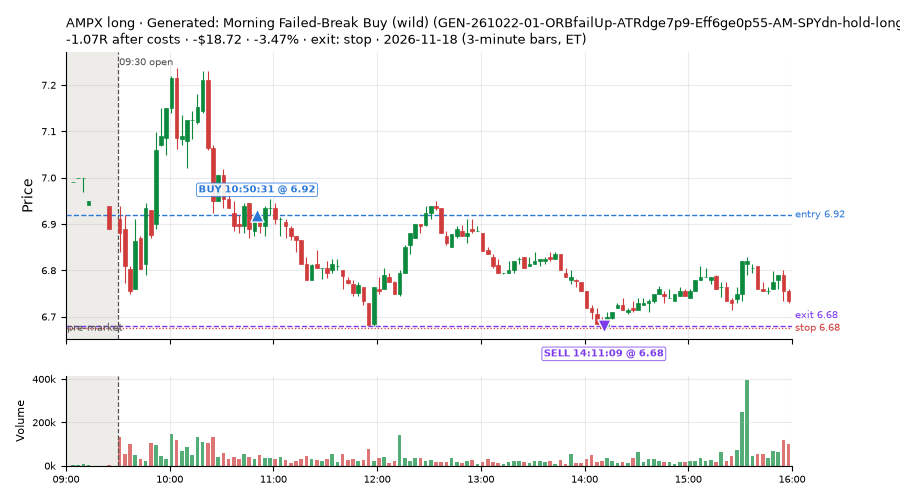 AMPX long · Generated: Morning Failed-Break Buy (wild) (GEN-261022-01-ORBfailUp-ATRdge7p9-Eff6ge0p55-AM-SPYdn-hold-long
-1.07R after costs · -$18.72 · -3.47% · exit: stop · 2026-11-18 (3-minute bars, ET)
09:30 open
7.2
7.1
7.0
6.9
6.8
6.7
Price
BUY 10:50:31 @ 6.92
entry 6.92
exit 6.68
stop 6.68
pre-market
SELL 14:11:09 @ 6.68
400k
200k
0k
Volume
09:00 10:00 11:00 12:00 13:00 14:00 15:00 16:00